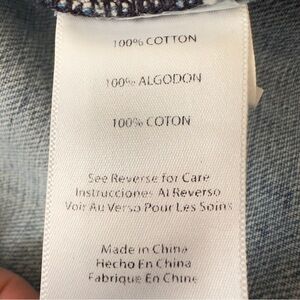 100% COTTON
100% ALGODON
100% COTON
See Reverse for Care
Instrucciones Al Reverso
Voir Au Verso Pour Les Soins
Made in China
Hecho En China
Fabrique En Chine